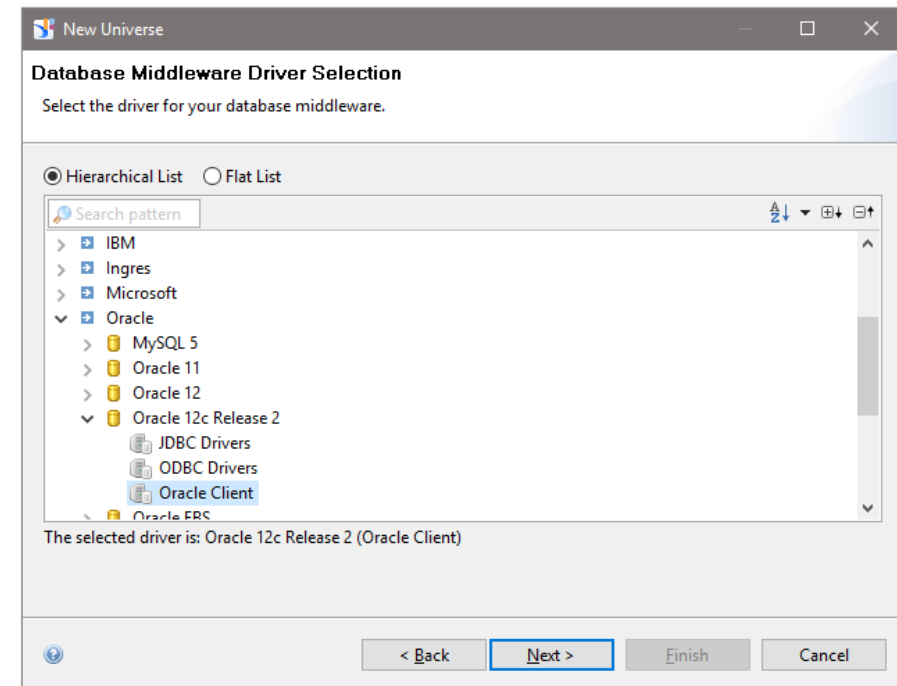 New Universe
Database Middleware Driver Selection
Select the driver for your database middleware.
Hierarchical List Flat List
Search pattern
IBM
Ingres
Microsoft
Oracle
MySQL 5
Oracle 11
Oracle 12
Oracle 12c Release 2
JDBC Drivers
ODBC Drivers
Oracle Client
Oracle EBS
The selected driver is: Oracle 12c Release 2 (Oracle Client)
< Back Next > Finish Cancel